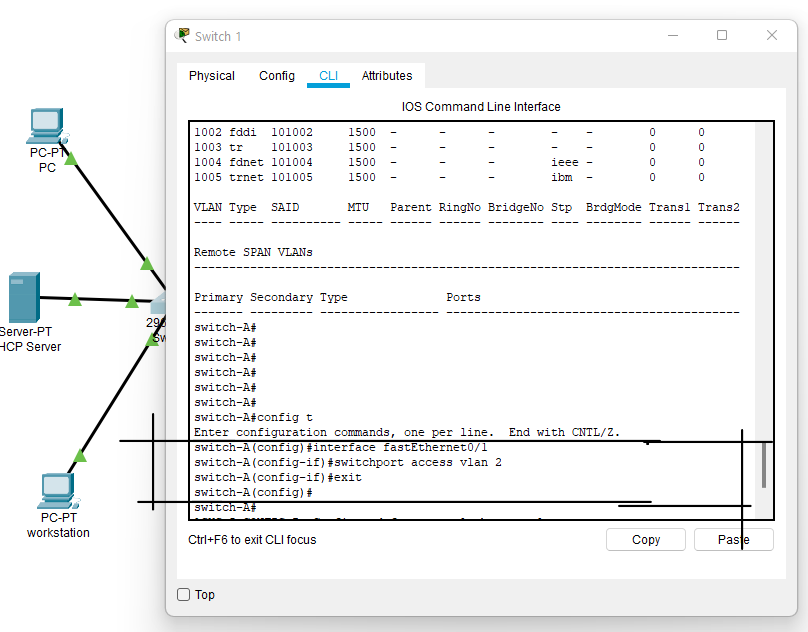 Switch 1
Physical Config CLI Attributes
IOS Command Line Interface
1002 fddi 101002 1500 - - - - - 0 0
1003 tr 101003 1500 - - - - - 0 0
1004 fdnet 101004 1500 - - - ieee - 0 0
1005 trnet 101005 1500 - - - ibm - 0 0
VLAN Type SAID MTU Parent RingNo BridgeNo Stp BrdgMode Trans1 Trans2
---- ----- ---------- ----- ------ ------ -------- ---- -------- ------ ------
Remote SPAN VLANs
------------------------------------------------------------------------------
Primary Secondary Type Ports
------- --------- ----------------- ------------------------------------------
switch-A#
switch-A#
switch-A#
switch-A#
switch-A#
switch-A#
switch-A#config t
Enter configuration commands, one per line. End with CNTL/Z.
switch-A(config)#interface fastEthernet0/1
switch-A(config-if)#switchport access vlan 2
switch-A(config-if)#exit
switch-A(config)#
switch-A#
Ctrl+F6 to exit CLI focus
Copy Paste
Top
PC-PT
PC
Server-PT
HCP Server
29
Sw
PC-PT
workstation